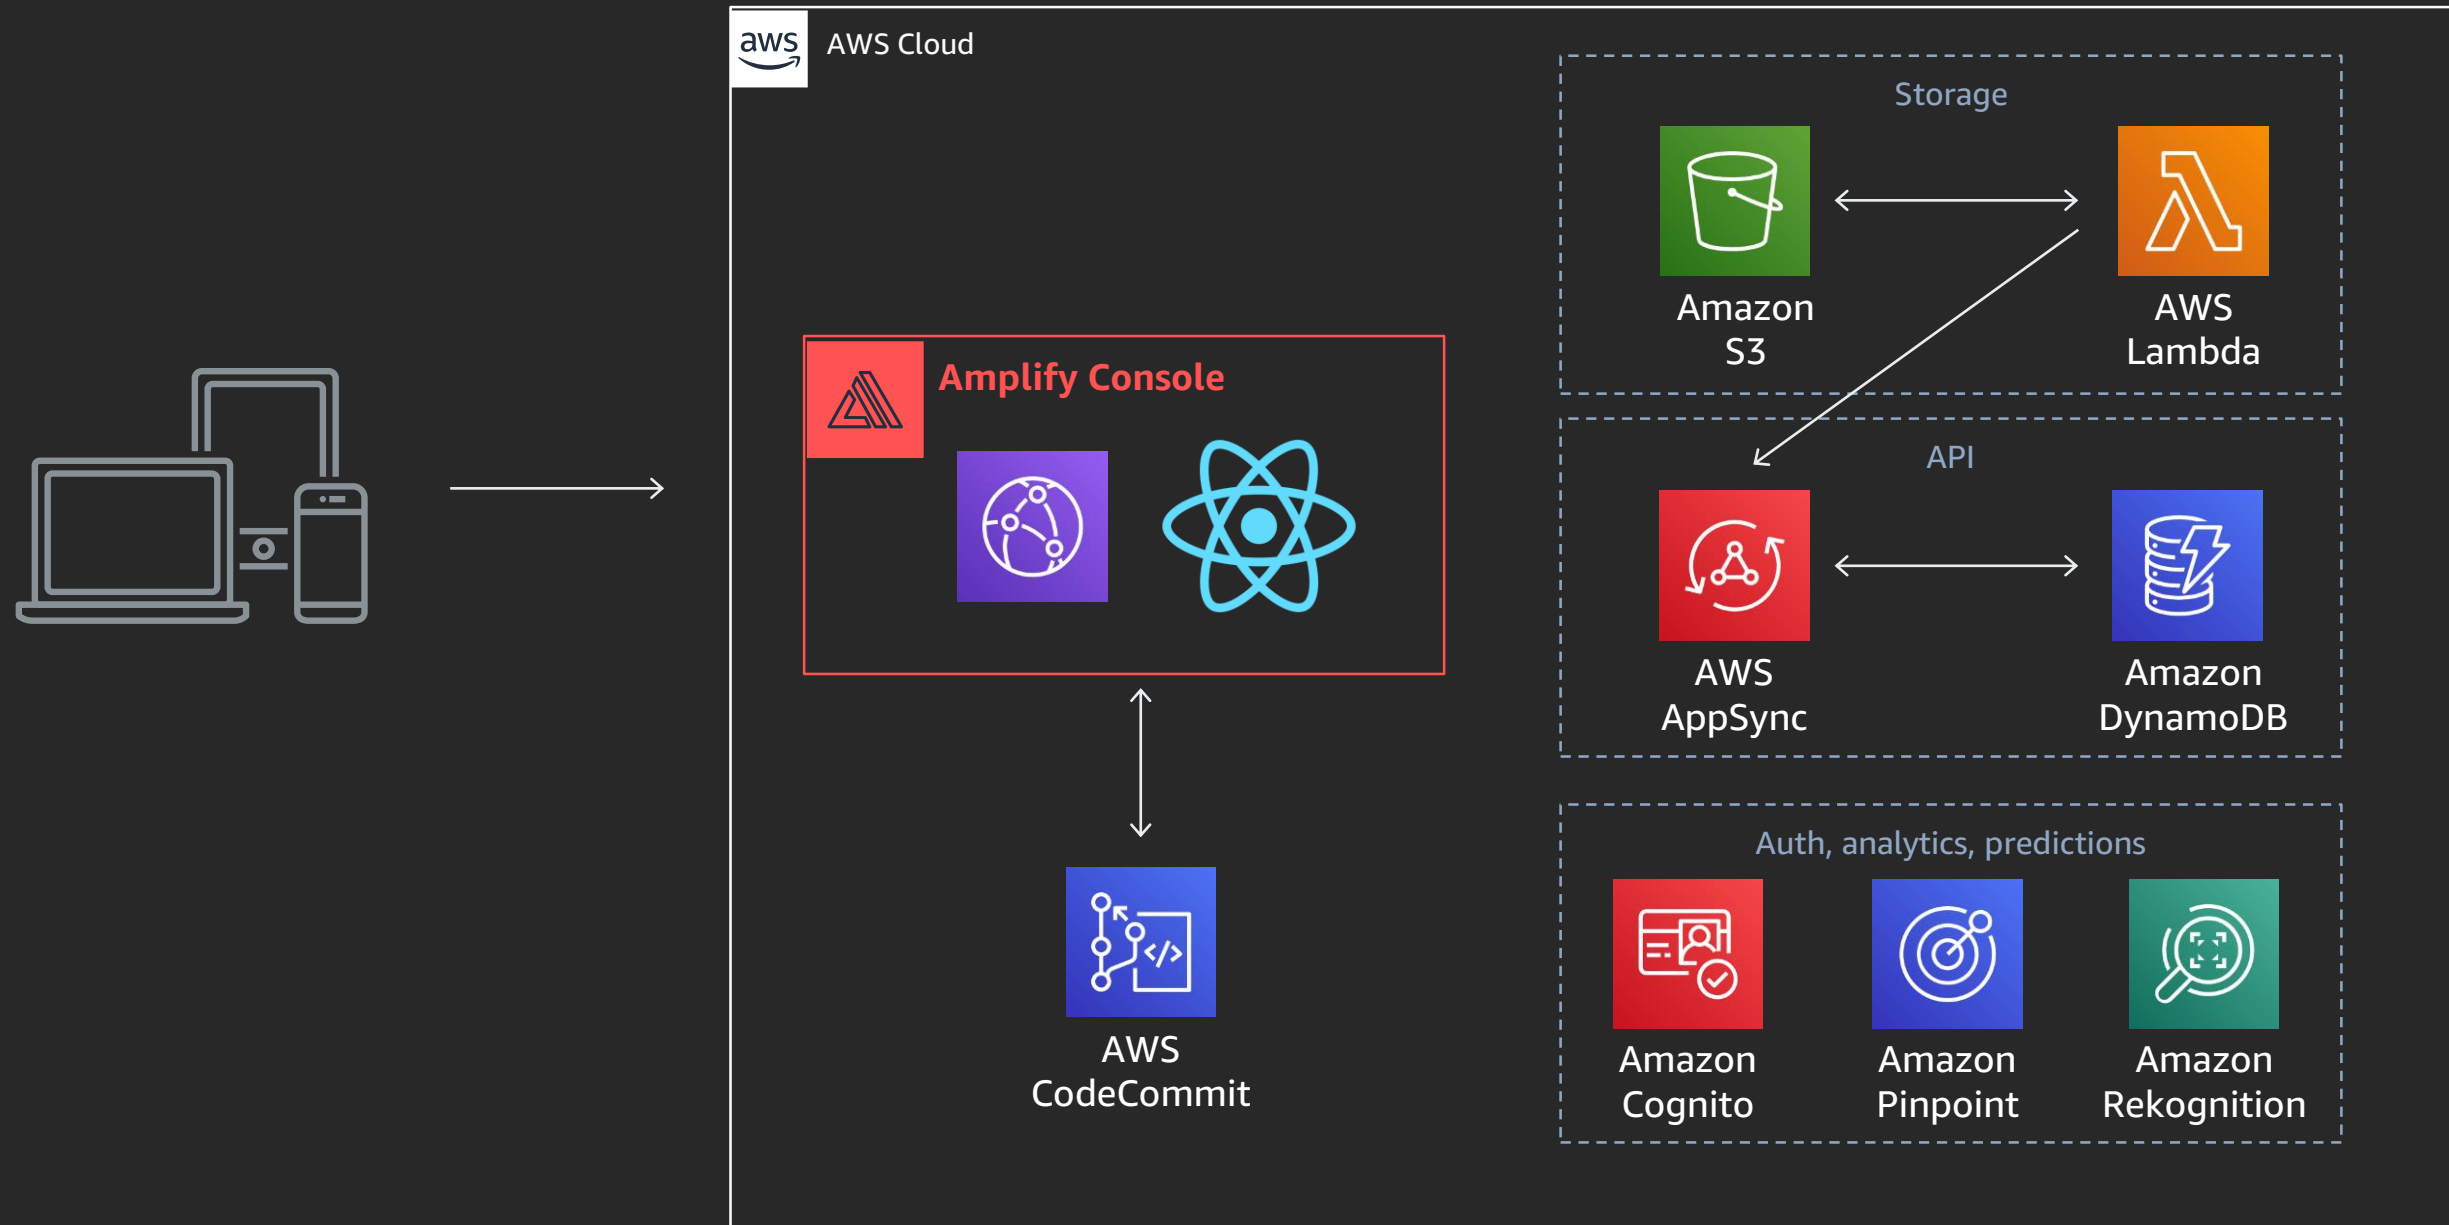 aws
AWS Cloud
Storage
Amazon
S3
AWS
Lambda
Amplify Console
API
AWS
AppSync
Amazon
DynamoDB
AWS
CodeCommit
Auth, analytics, predictions
Amazon
Cognito
Amazon
Pinpoint
Amazon
Rekognition